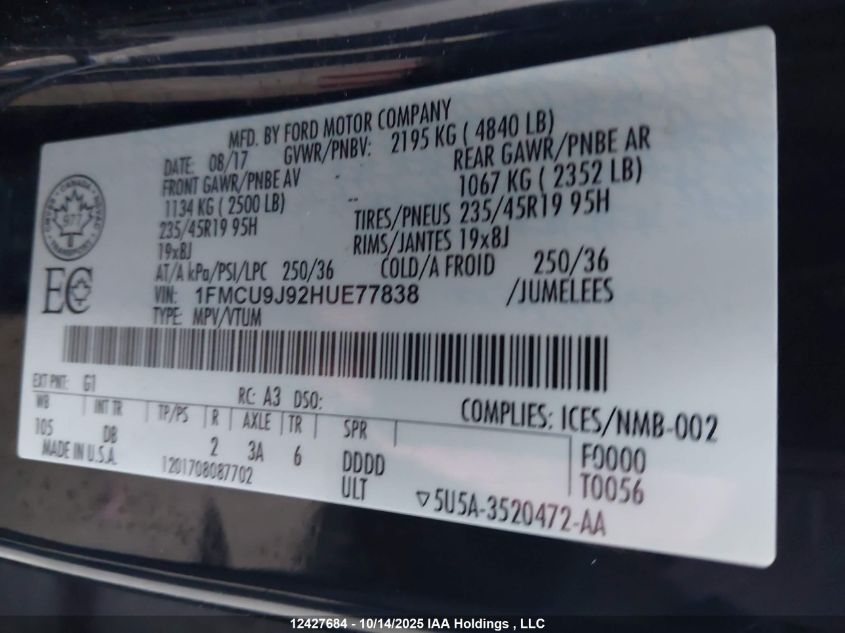 MFD. BY FORD MOTOR COMPANY
DATE: 08/17 GVWR/PNBV: 2195 KG ( 4840 LB)
FRONT GAWR/PNBE AV - REAR GAWR/PNBE AR
1134 KG ( 2500 LB) - 1067 KG ( 2352 LB)
235/45R19 95H TIRES/PNEUS 235/45R19 95H
19x8J RIMS/JANTES 19x8J
AT/A kPa/PSI/LPC 250/36 COLD/A FROID 250/36
VIN: 1FMCU9J92HUE77838 /JUMELEES
TYPE: MPV/VTUM
EXT PNT: G1 RC: A3 DSO: COMPLIES: ICES/NMB-002
WB INT TR TP/PS R AXLE TR SPR
105 DB 2 3A 6 DDDD F0000
MADE IN U.S.A. 1201708087702 ULT T0056
▽5U5A-3520472-AA
CANADA
977
TRANSPORT
EC
12427684 - 10/14/2025 IAA Holdings , LLC